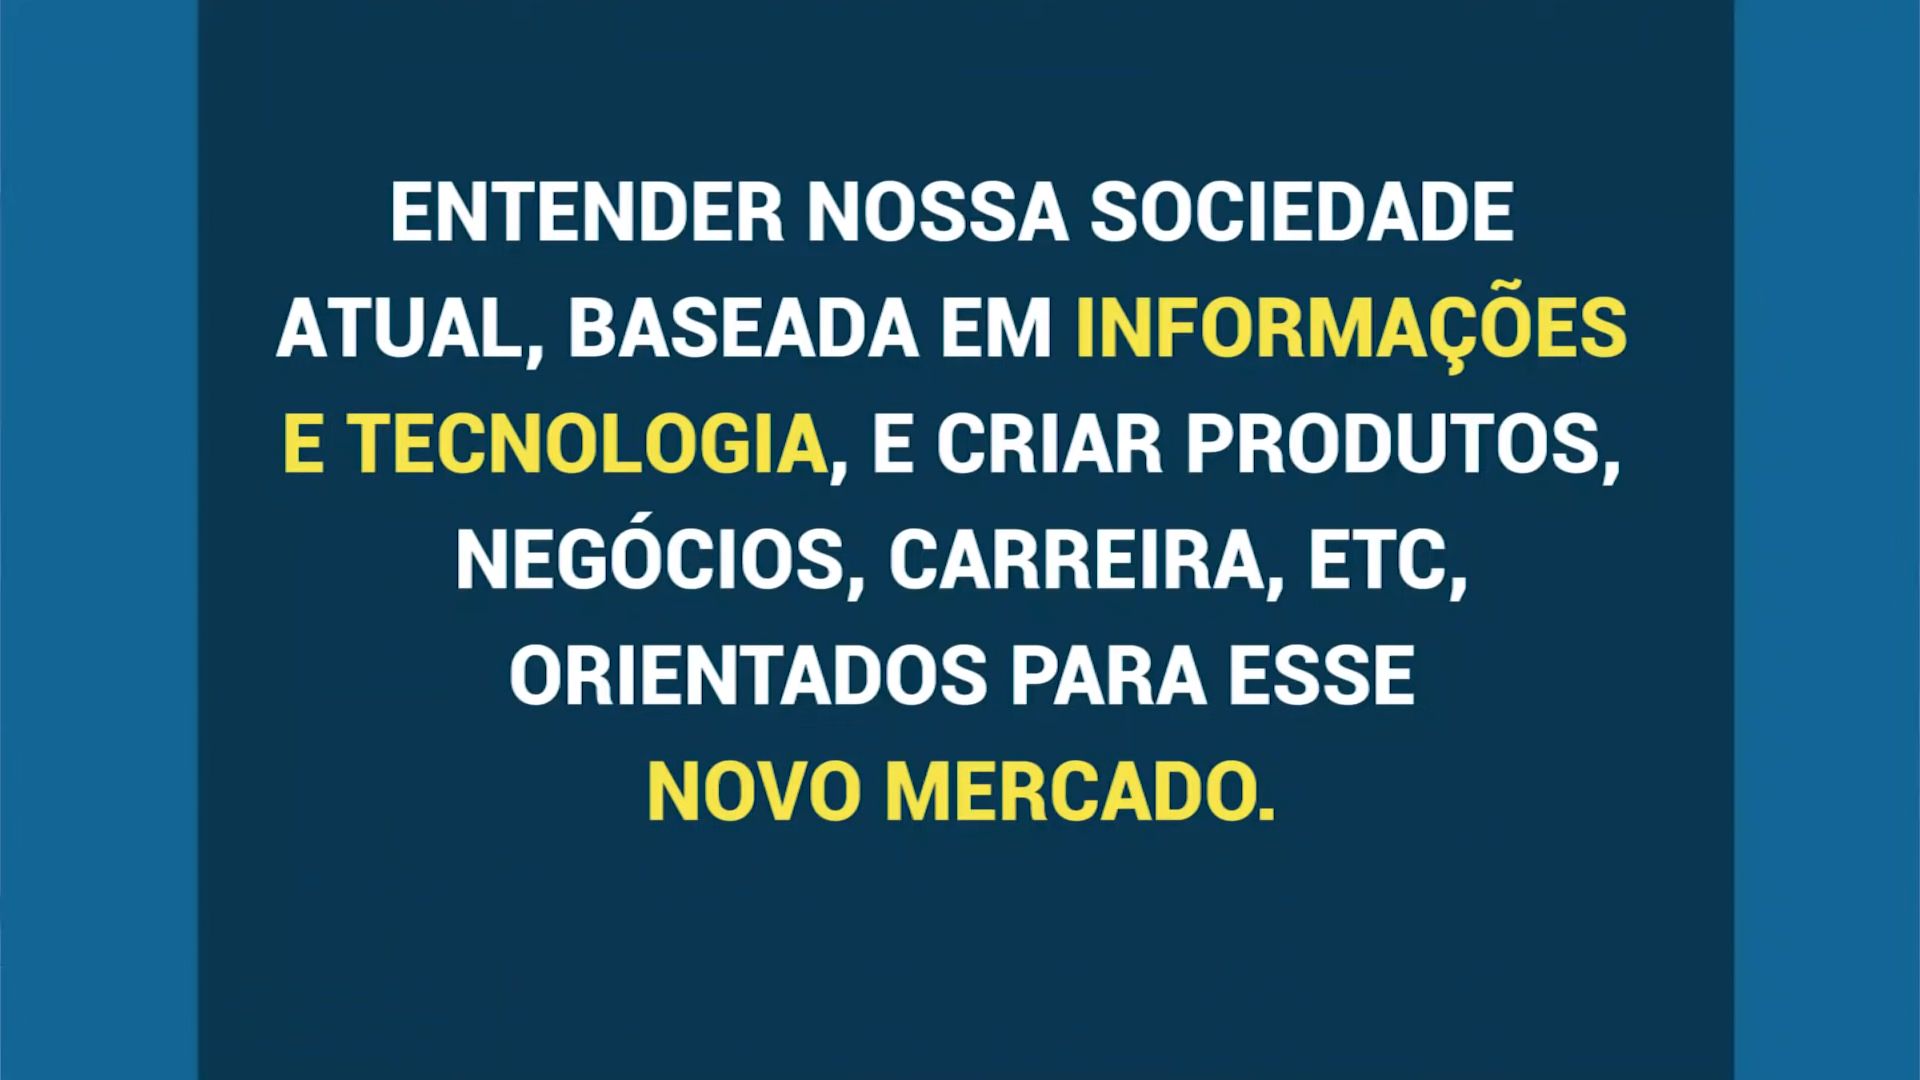 ENTENDER NOSSA SOCIEDADE
ATUAL, BASEADA EM INFORMAÇÕES
E TECNOLOGIA, E CRIAR PRODUTOS,
NEGÓCIOS, CARREIRA, ETC,
ORIENTADOS PARA ESSE
NOVO MERCADO.